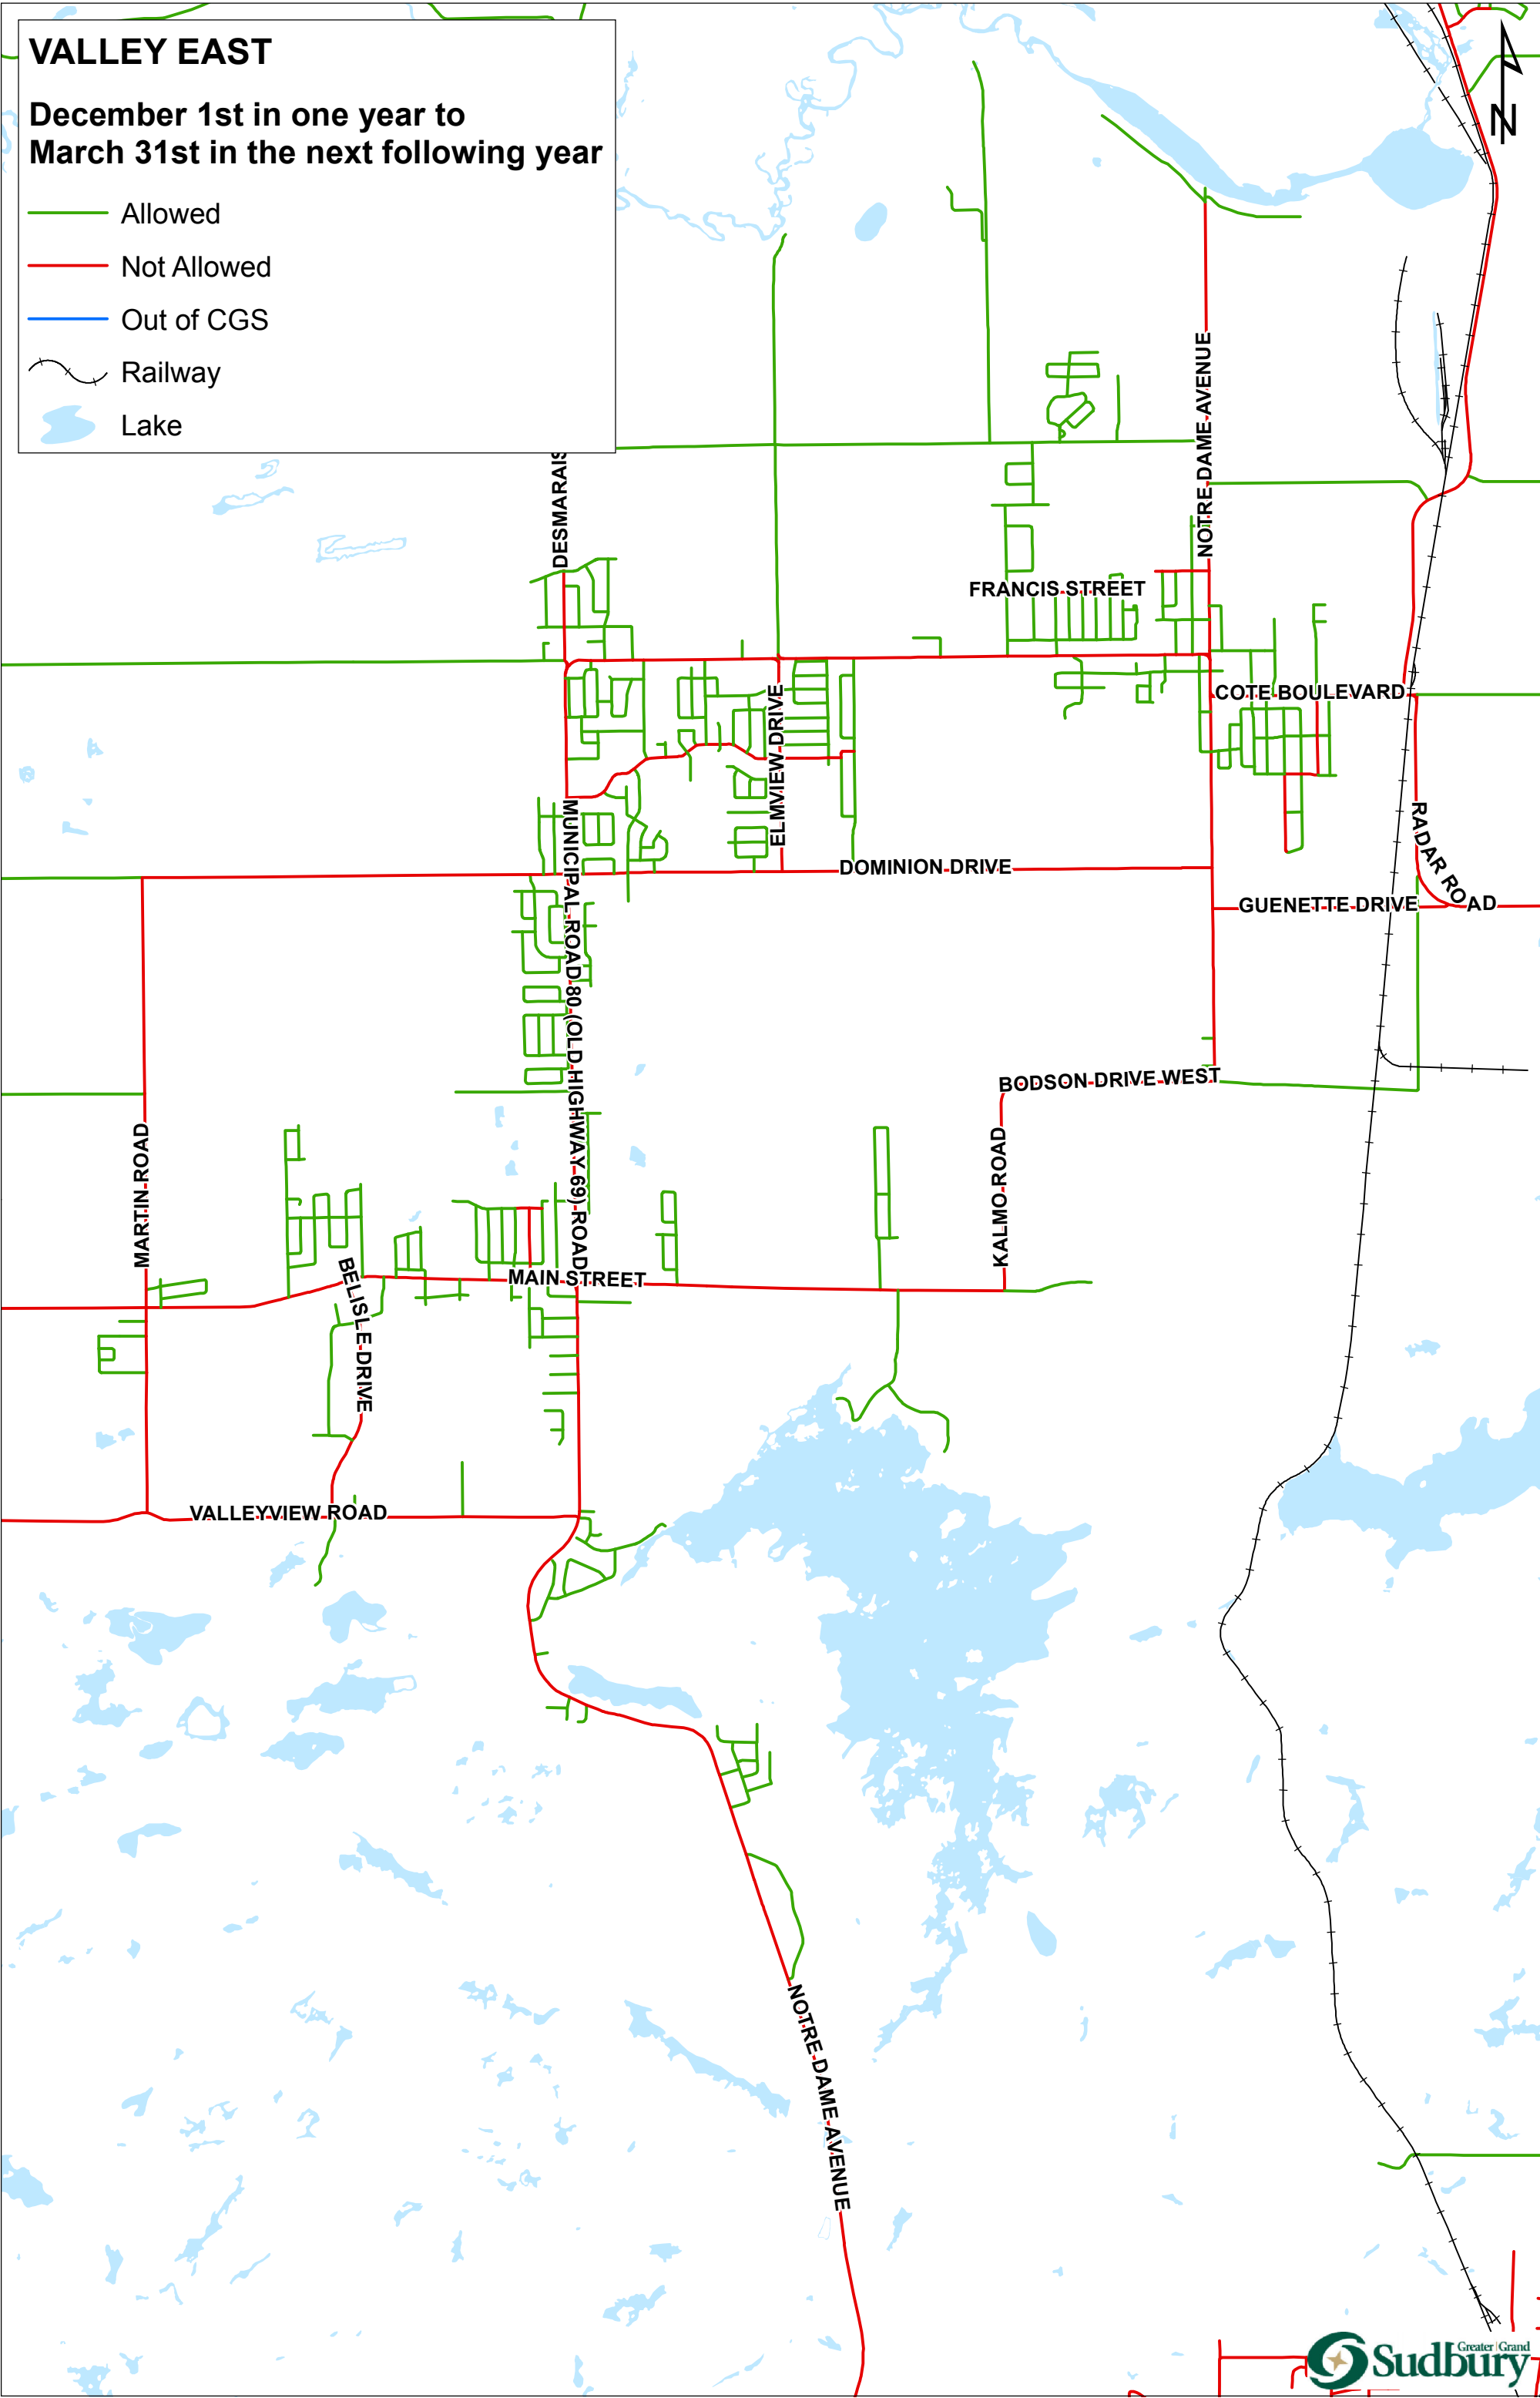 VALLEY EAST
December 1st in one year to
March 31st in the next following year
Allowed
Not Allowed
Out of CGS
Railway
Lake
N
DESMARAIS
NOTRE DAME AVENUE
FRANCIS STREET
COTE BOULEVARD
ELMVIEW DRIVE
MUNICIPAL ROAD 80 (OLD HIGHWAY 69) ROAD
DOMINION DRIVE
RADAR ROAD
GUENETTE DRIVE
BODSON DRIVE WEST
MARTIN ROAD
KALMO ROAD
BELISLE DRIVE
MAIN STREET
VALLEYVIEW ROAD
NOTRE DAME AVENUE
Greater Grand
Sudbury